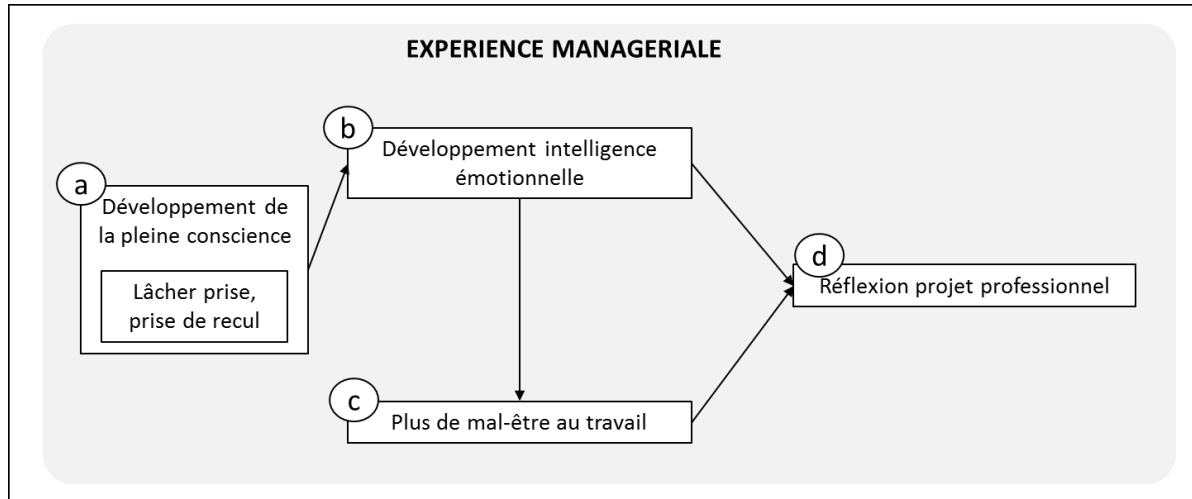 EXPERIENCE MANAGERIALE
a
Développement de
la pleine conscience
Lâcher prise,
prise de recul
b
Développement intelligence
émotionnelle
c
Plus de mal-être au travail
d
Réflexion projet professionnel